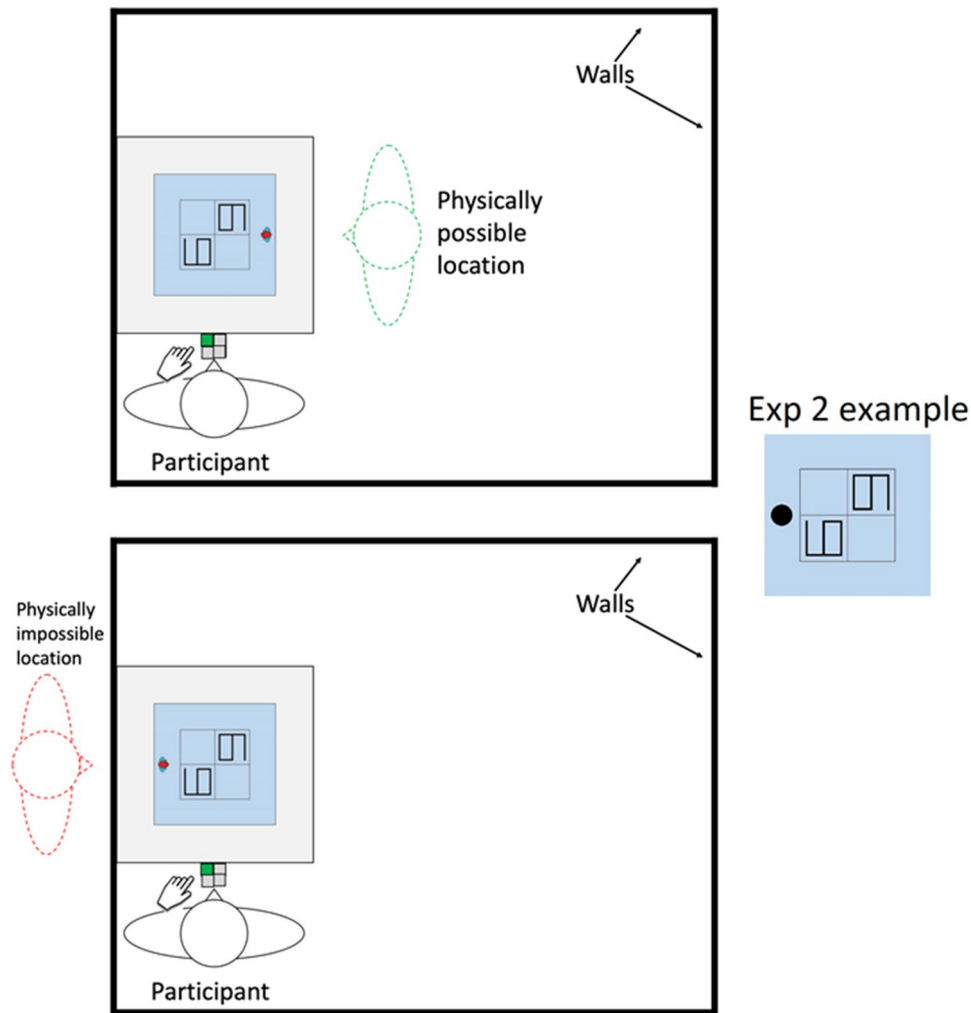 Walls
Physically
possible
location
Participant
Exp 2 example
Walls
Physically
impossible
location
Participant